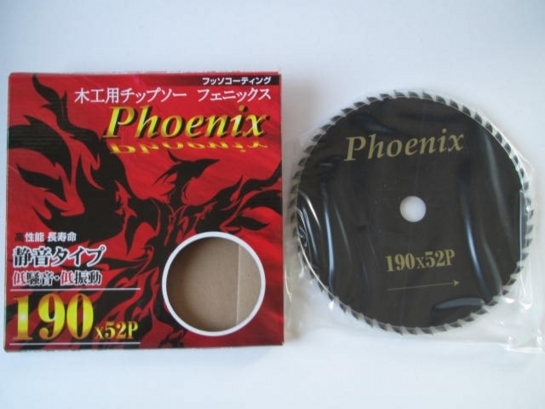 フッソコーティング
木工用チップソー フェニックス
Phoenix
性能 長寿命
静音タイプ
低騒音・低振動
190x52P
Phoenix
190x52P